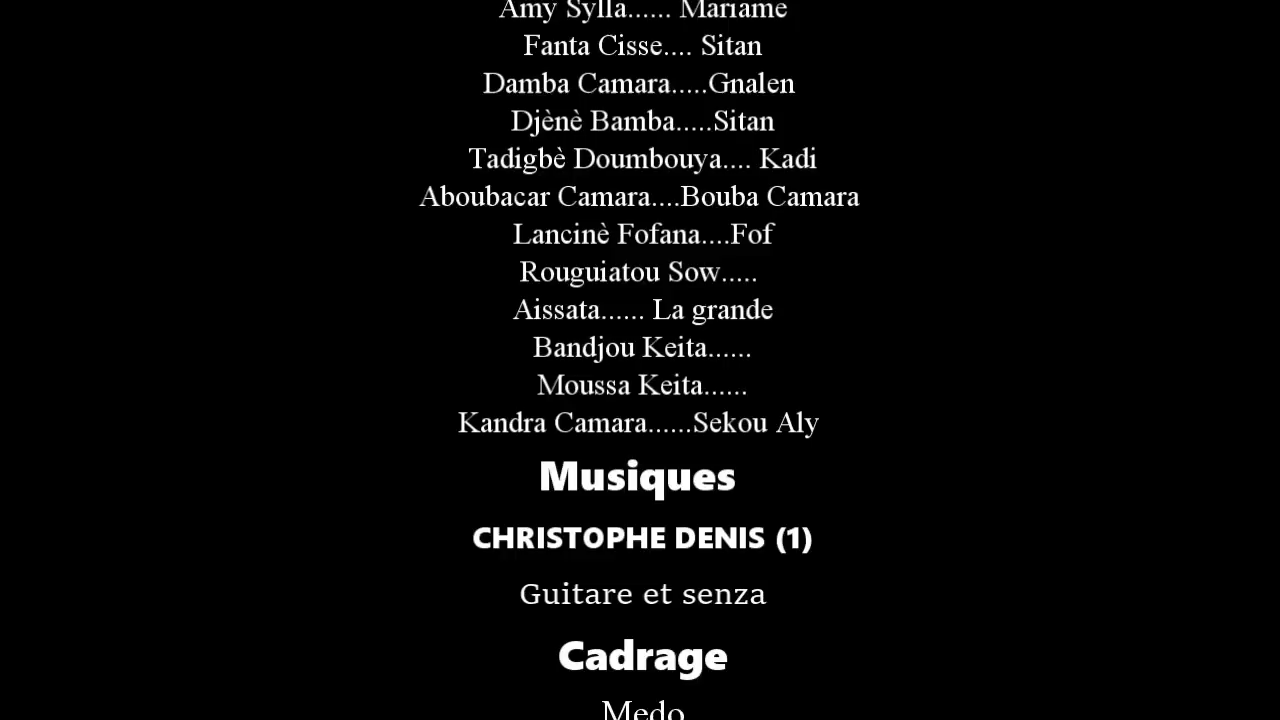 Amy Sylla...... Mariame
Fanta Cisse.... Sitan
Damba Camara.....Gnalen
Djènè Bamba.....Sitan
Tadigbè Doumbouya.... Kadi
Aboubacar Camara....Bouba Camara
Lancinè Fofana....Fof
Rouguiatou Sow.....
Aissata...... La grande
Bandjou Keita......
Moussa Keita......
Kandra Camara......Sekou Aly
Musiques
CHRISTOPHE DENIS (1)
Guitare et senza
Cadrage
Medo